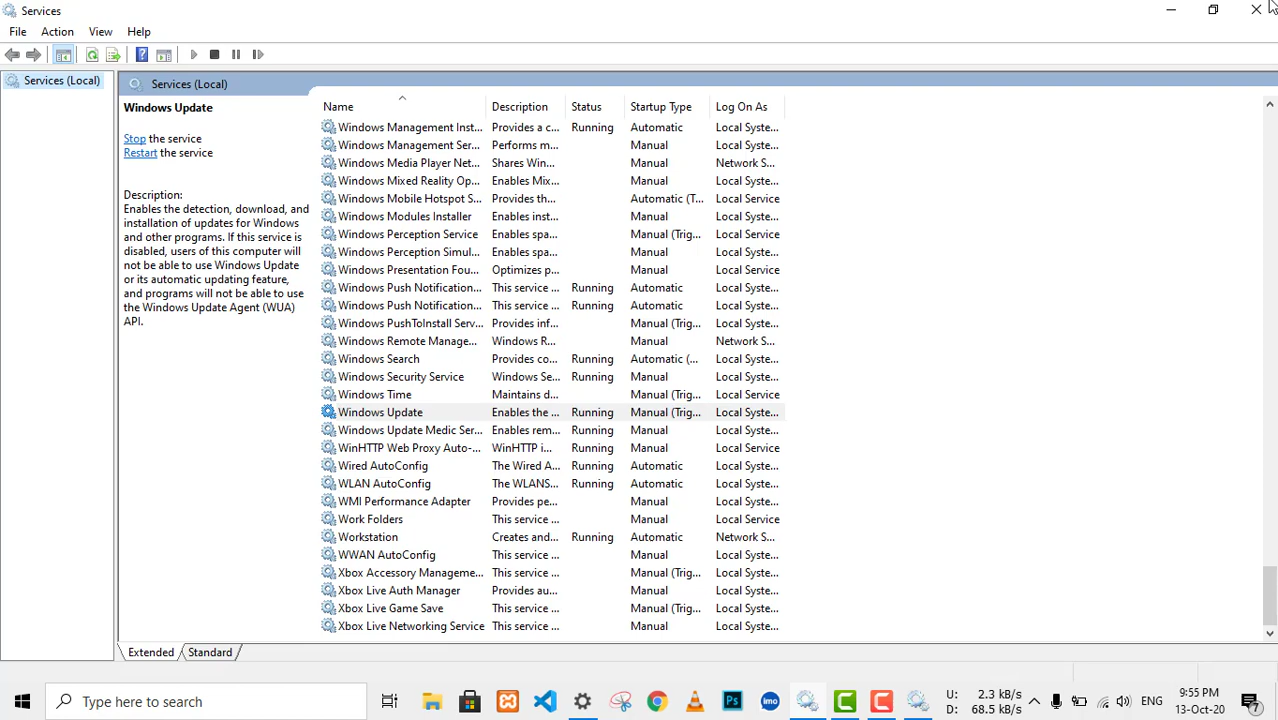 Services
File Action View Help
Services (Local)
Services (Local)
Windows Update
Stop the service
Restart the service
Description:
Enables the detection, download, and
installation of updates for Windows
and other programs. If this service is
disabled, users of this computer will
not be able to use Windows Update
or its automatic updating feature,
and programs will not be able to use
the Windows Update Agent (WUA)
API.
Name Description Status Startup Type Log On As
Windows Management Inst... Provides a c... Running Automatic Local Syste...
Windows Management Ser... Performs m... Manual Local Syste...
Windows Media Player Net... Shares Win... Manual Network S...
Windows Mixed Reality Op... Enables Mix... Manual Local Syste...
Windows Mobile Hotspot S... Provides th... Automatic (T... Local Service
Windows Modules Installer Enables inst... Manual Local Syste...
Windows Perception Service Enables spa... Manual (Trig... Local Service
Windows Perception Simul... Enables spa... Manual Local Syste...
Windows Presentation Fou... Optimizes p... Manual Local Service
Windows Push Notification... This service ... Running Automatic Local Syste...
Windows Push Notification... This service ... Running Automatic Local Syste...
Windows PushToInstall Serv... Provides inf... Manual (Trig... Local Syste...
Windows Remote Manage... Windows R... Manual Network S...
Windows Search Provides co... Running Automatic (... Local Syste...
Windows Security Service Windows Se... Running Manual Local Syste...
Windows Time Maintains d... Manual (Trig... Local Service
Windows Update Enables the ... Running Manual (Trig... Local Syste...
Windows Update Medic Ser... Enables rem... Running Manual Local Syste...
WinHTTP Web Proxy Auto-... WinHTTP i... Running Manual Local Service
Wired AutoConfig The Wired A... Running Automatic Local Syste...
WLAN AutoConfig The WLANS... Running Automatic Local Syste...
WMI Performance Adapter Provides pe... Manual Local Syste...
Work Folders This service ... Manual Local Service
Workstation Creates and... Running Automatic Network S...
WWAN AutoConfig This service ... Manual Local Syste...
Xbox Accessory Manageme... This service ... Manual (Trig... Local Syste...
Xbox Live Auth Manager Provides au... Manual Local Syste...
Xbox Live Game Save This service ... Manual (Trig... Local Syste...
Xbox Live Networking Service This service ... Manual Local Syste...
Extended Standard
Type here to search
Ps
imo
U: 2.3 kB/s
D: 68.5 kB/s
ENG
9:55 PM
13-Oct-20
7